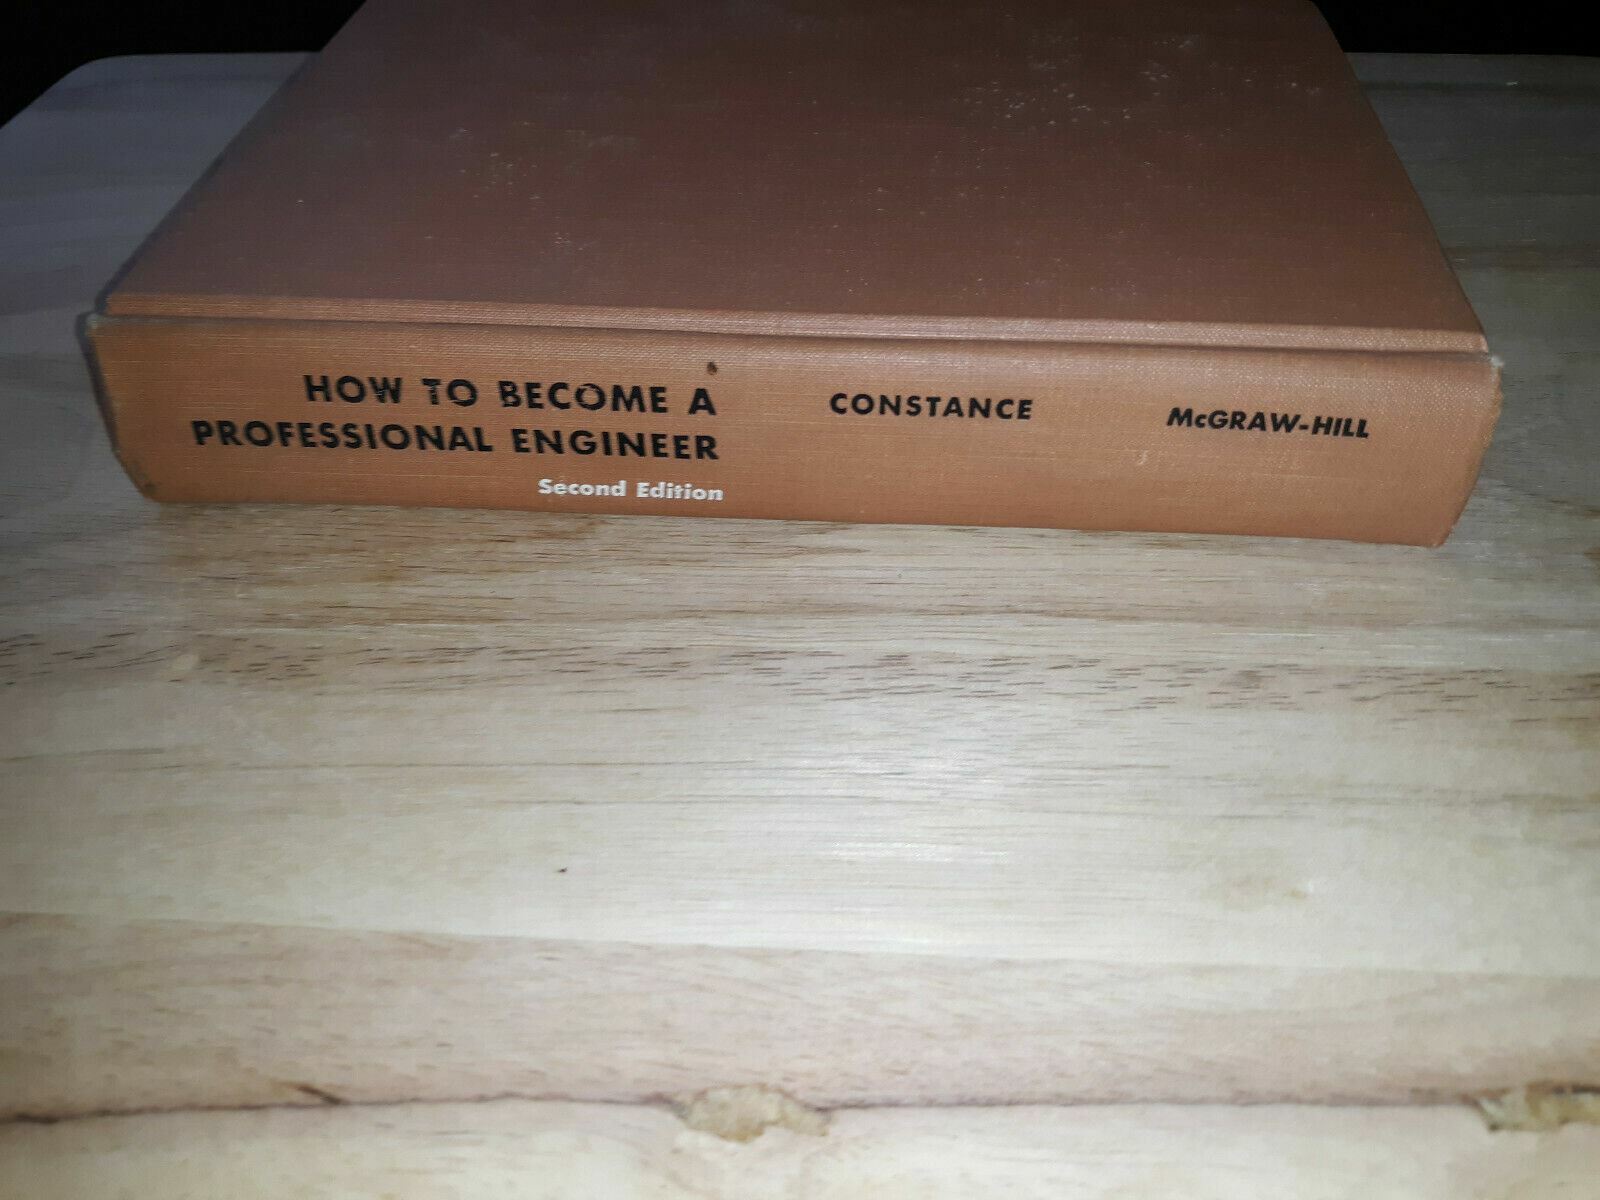 HOW TO BECOME A
PROFESSIONAL ENGINEER
Second Edition
CONSTANCE
McGRAW-HILL